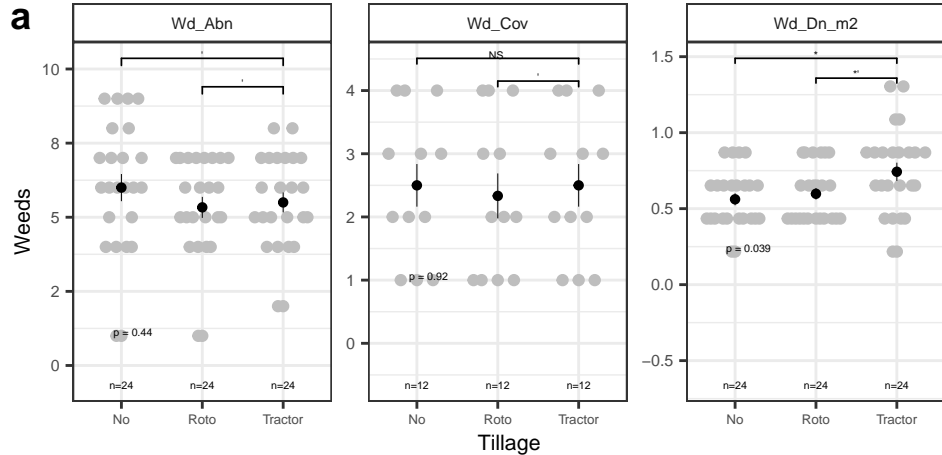 a
Wd_Abn
Wd_Cov
Wd_Dn_m2
Weeds
10
8
5
2
0
p = 0.44
n=24
n=24
n=24
No
Roto
Tractor
4
3
2
1
0
NS
p = 0.92
n=12
n=12
n=12
No
Roto
Tractor
1.5
1.0
0.5
0.0
−0.5
*
p = 0.039
n=24
n=24
n=24
No
Roto
Tractor
Tillage